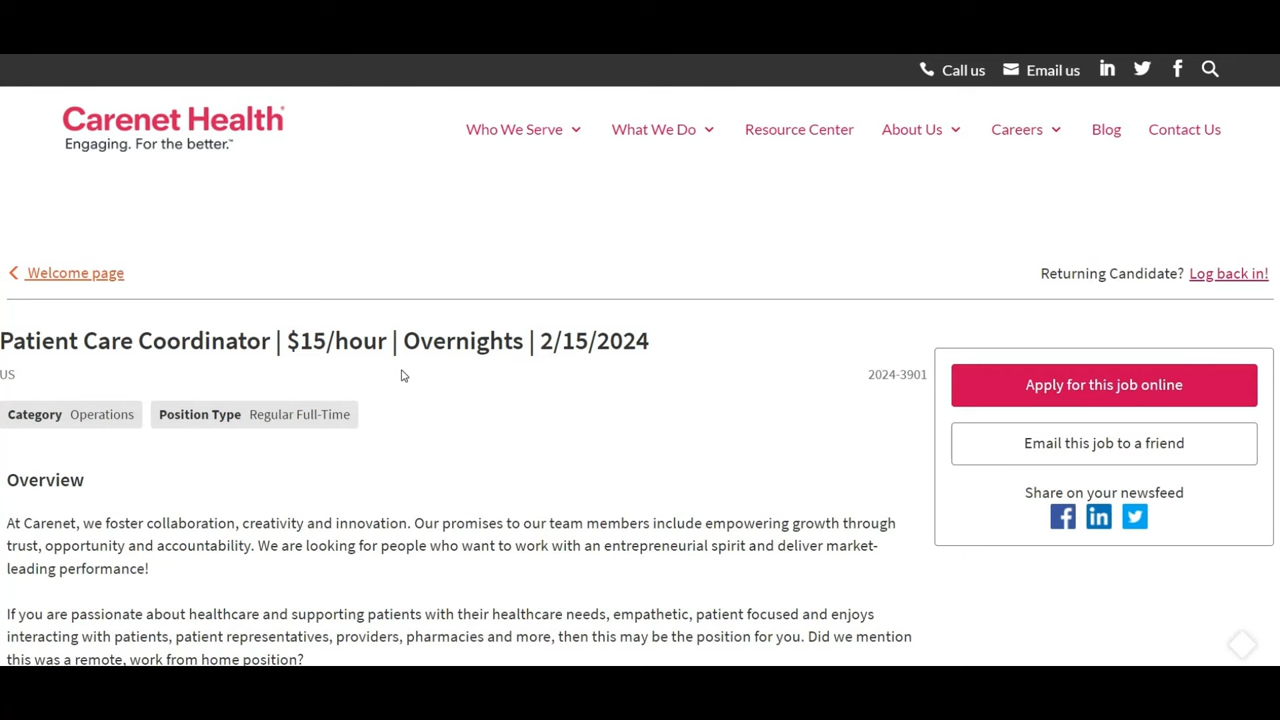 Call us
Email us
Carenet Health®
Engaging. For the better.™
Who We Serve
What We Do
Resource Center
About Us
Careers
Blog
Contact Us
Welcome page
Returning Candidate? Log back in!
Patient Care Coordinator | $15/hour | Overnights | 2/15/2024
US
2024-3901
Category Operations
Position Type Regular Full-Time
Apply for this job online
Email this job to a friend
Share on your newsfeed
Overview
At Carenet, we foster collaboration, creativity and innovation. Our promises to our team members include empowering growth through
trust, opportunity and accountability. We are looking for people who want to work with an entrepreneurial spirit and deliver market-
leading performance!
If you are passionate about healthcare and supporting patients with their healthcare needs, empathetic, patient focused and enjoys
interacting with patients, patient representatives, providers, pharmacies and more, then this may be the position for you. Did we mention
this was a remote, work from home position?